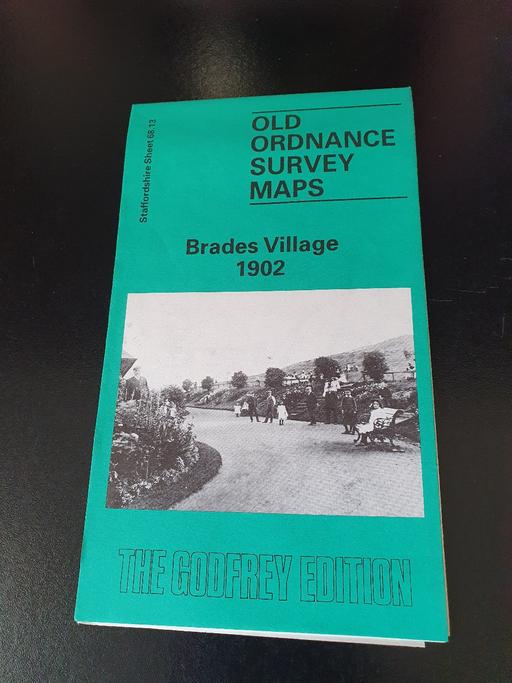 Staffordshire Sheet 68.13
OLD
ORDNANCE
SURVEY
MAPS
Brades Village
1902
THE GODFREY EDITION